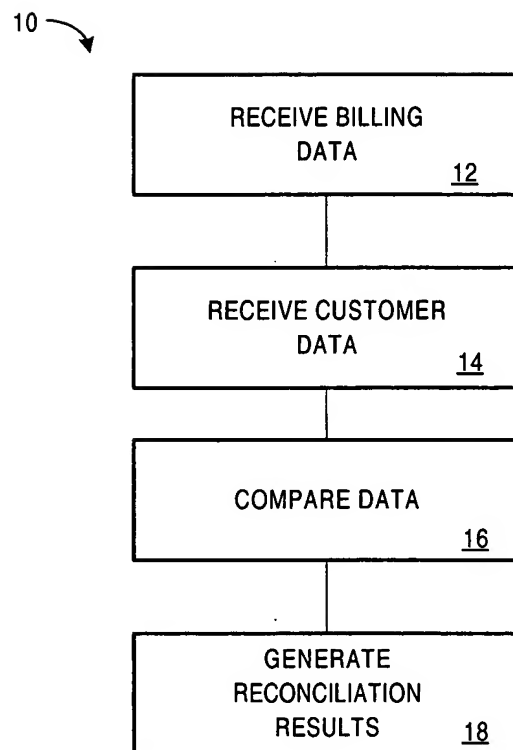 10
RECEIVE BILLING
DATA
12
RECEIVE CUSTOMER
DATA
14
COMPARE DATA
16
GENERATE
RECONCILIATION
RESULTS
18